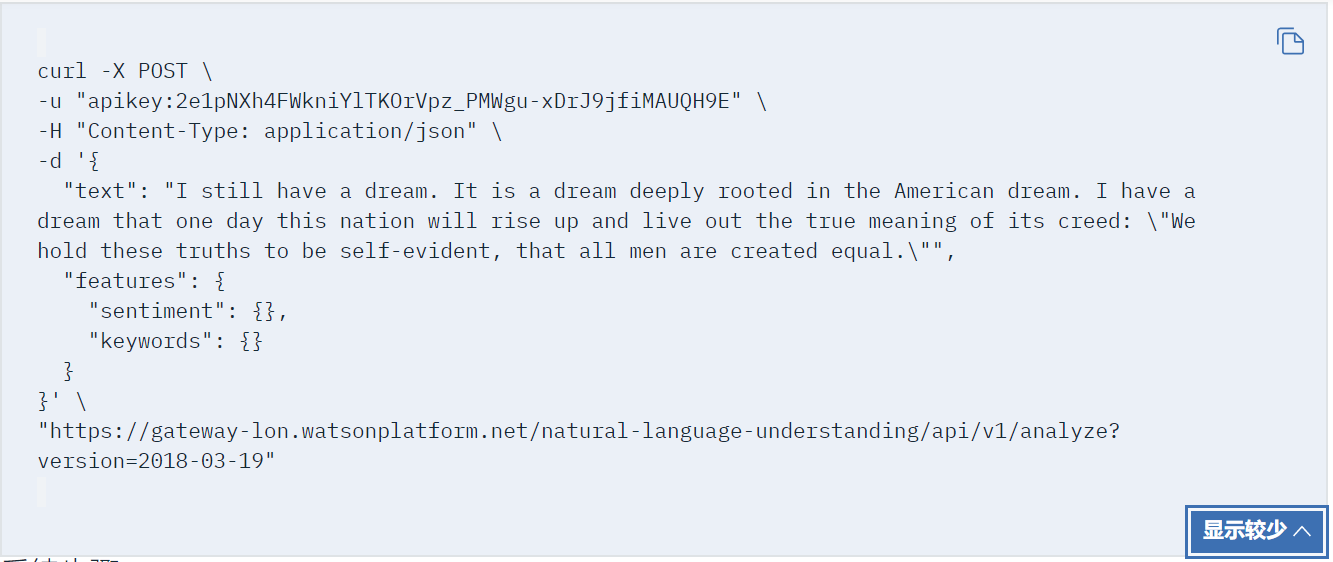 curl -X POST \
-u "apikey:2e1pNXh4FWkniYlTKOrVpz_PMWgu-xDrJ9jfiMAUQH9E" \
-H "Content-Type: application/json" \
-d '{
  "text": "I still have a dream. It is a dream deeply rooted in the American dream. I have a
dream that one day this nation will rise up and live out the true meaning of its creed: \"We
hold these truths to be self-evident, that all men are created equal.\"",
  "features": {
    "sentiment": {},
    "keywords": {}
  }
}' \
"https://gateway-lon.watsonplatform.net/natural-language-understanding/api/v1/analyze?
version=2018-03-19"
显示较少